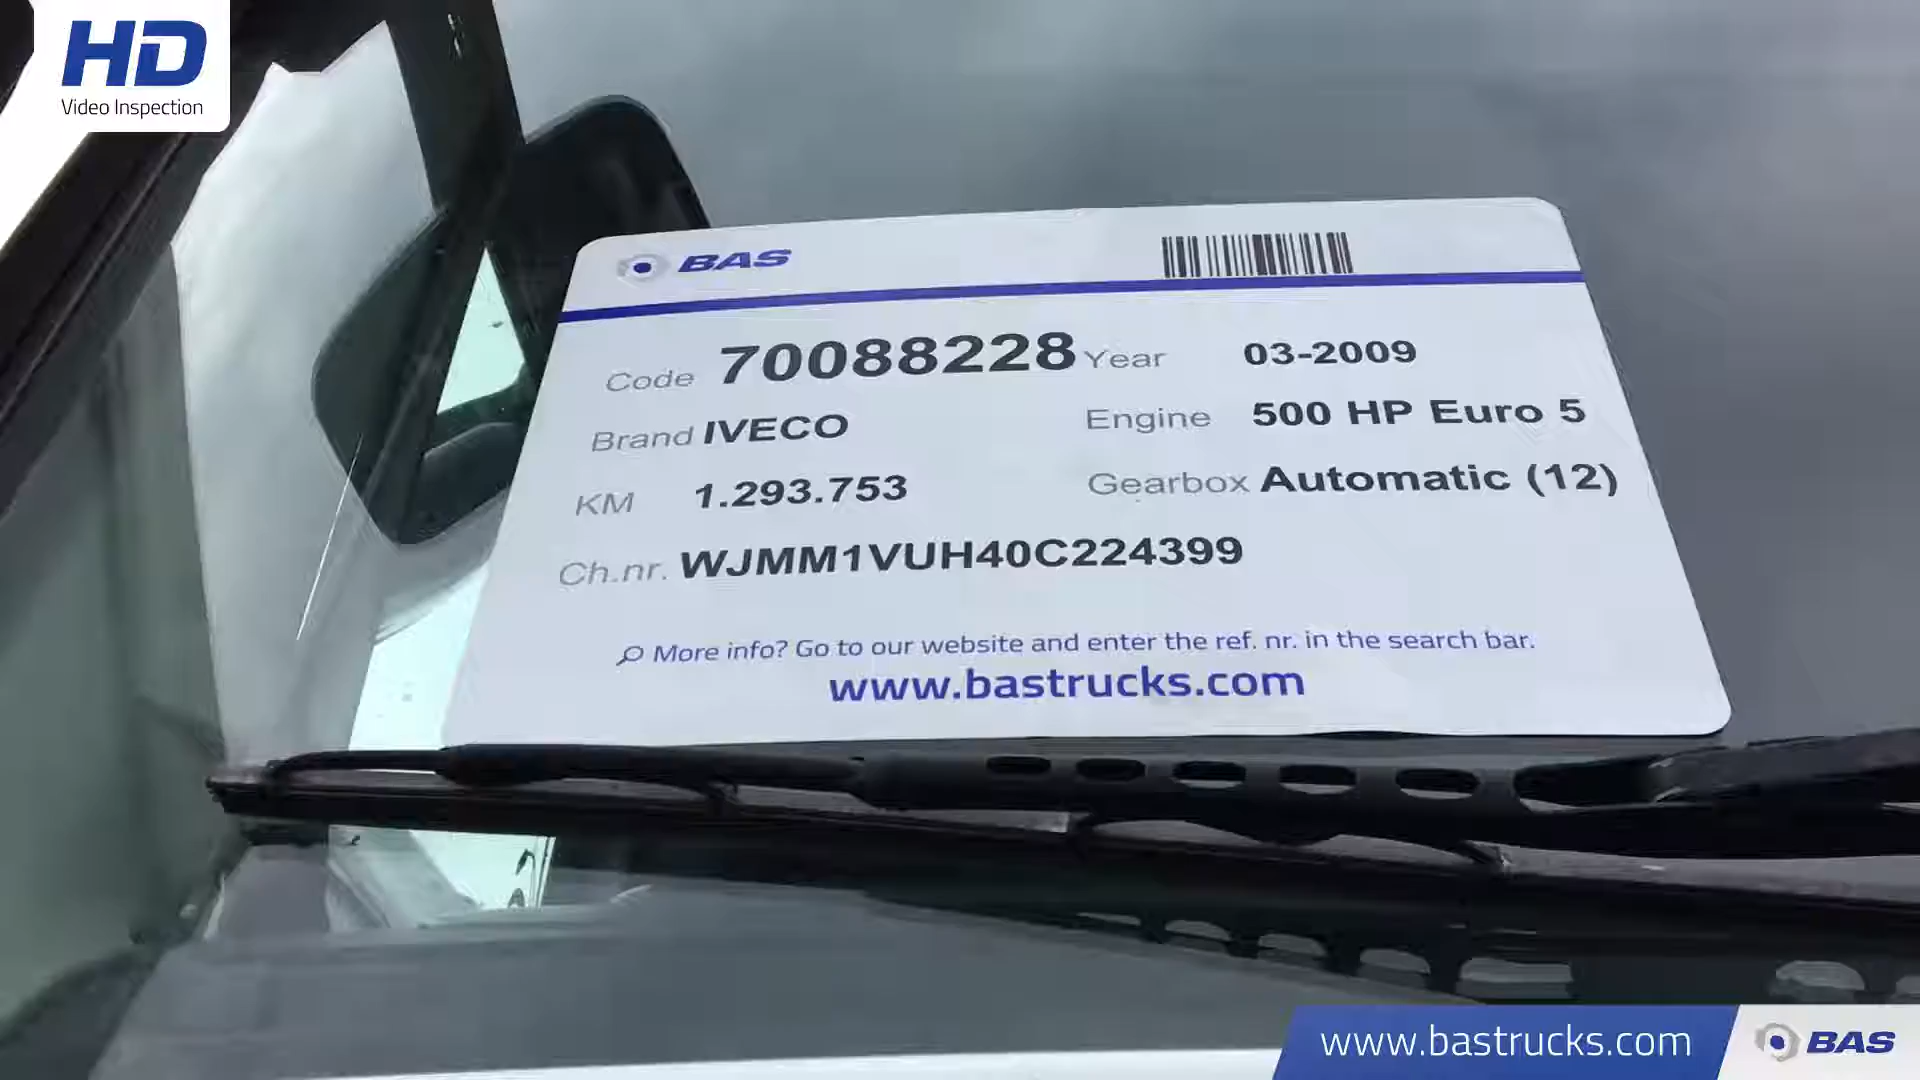 HD
Video Inspection
BAS
Code 70088228 Year 03-2009
Brand IVECO Engine 500 HP Euro 5
KM 1.293.753 Gearbox Automatic (12)
Ch.nr. WJMM1VUH40C224399
More info? Go to our website and enter the ref. nr. in the search bar.
www.bastrucks.com
www.bastrucks.com BAS